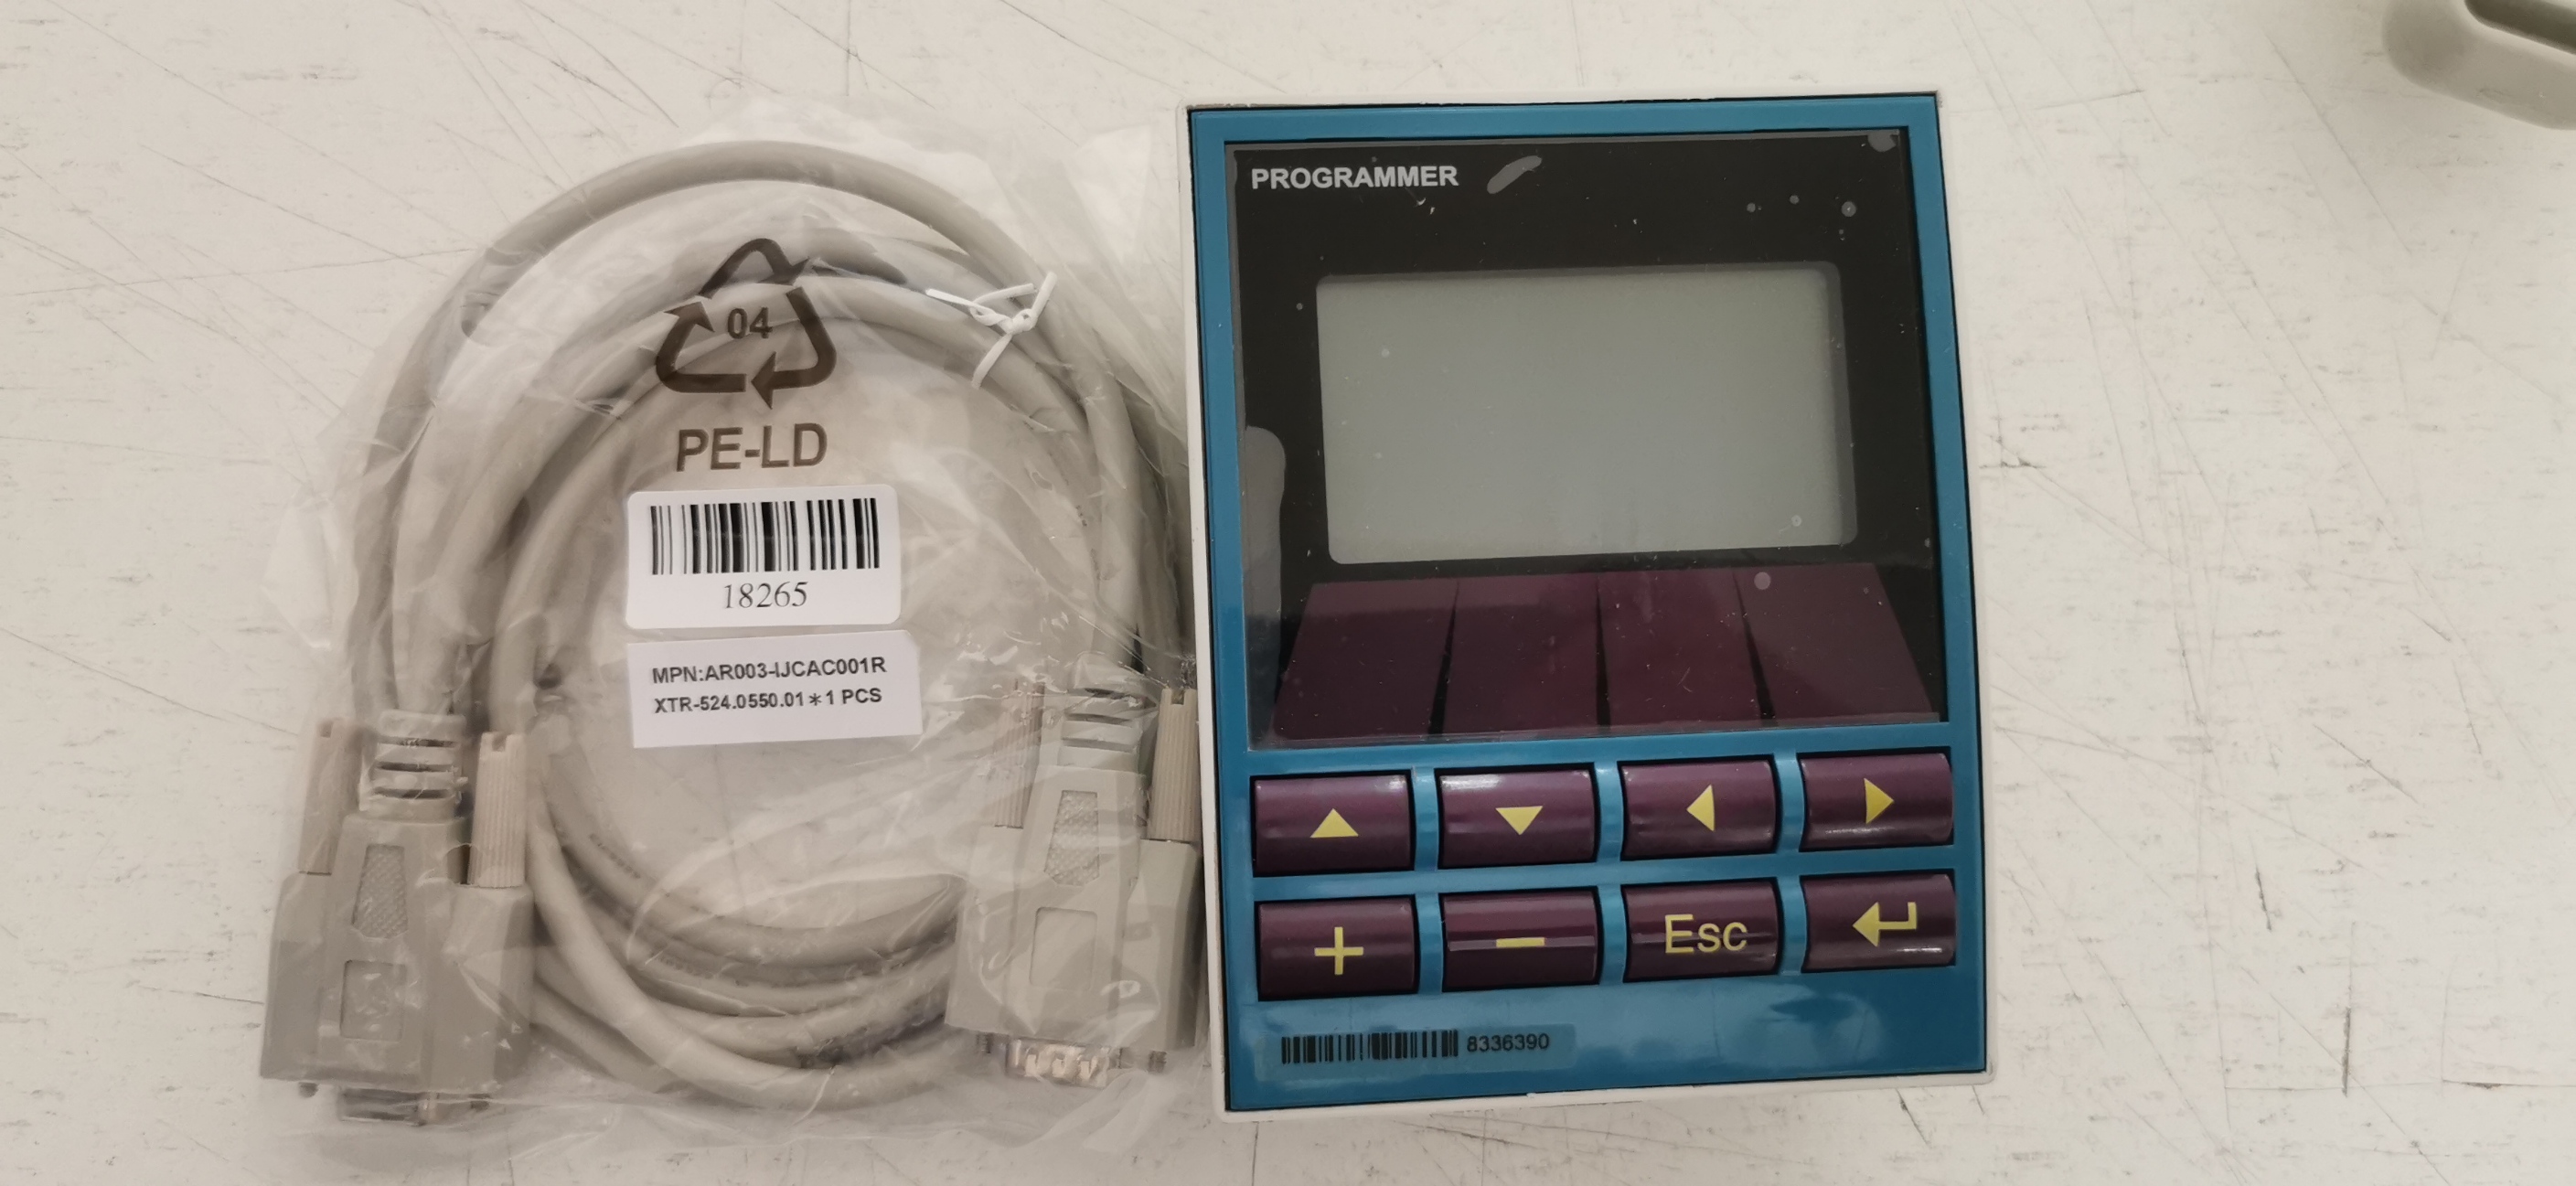 04
PE-LD
18265
MPN:AR003-IJCAC001R
XTR-524.0550.01*1 PCS
PROGRAMMER
+
−
Esc
8336390